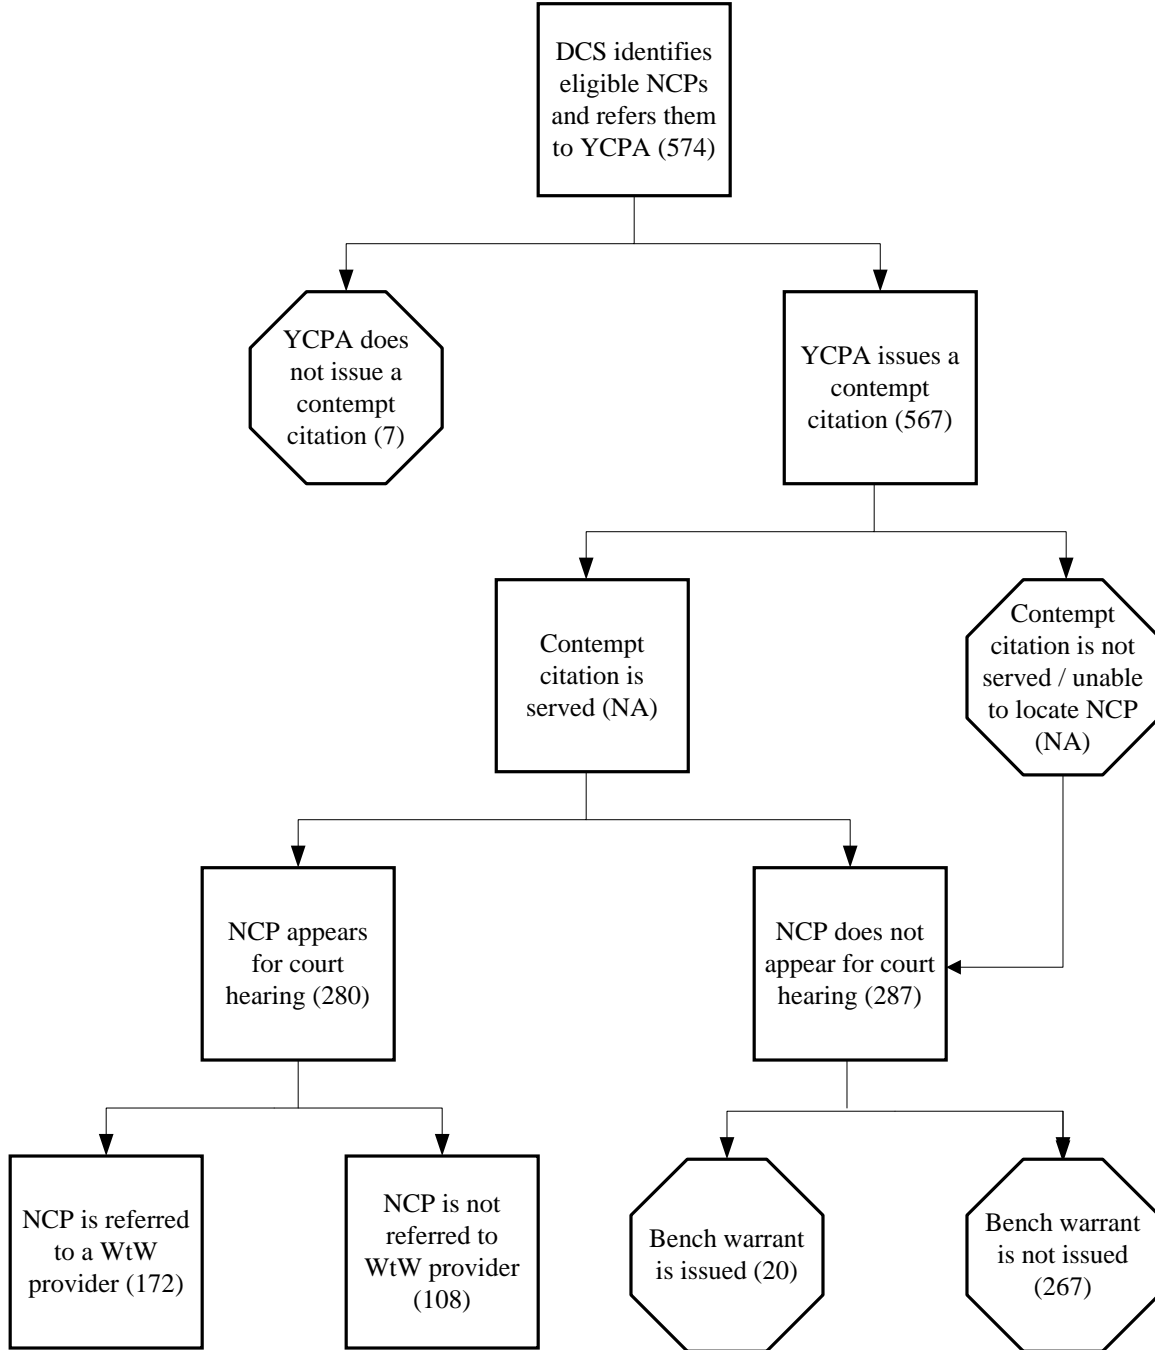 DCS identifies
eligible NCPs
and refers them
to YCPA (574)
YCPA does
not issue a
contempt
citation (7)
YCPA issues a
contempt
citation (567)
Contempt
citation is
served (NA)
Contempt
citation is not
served / unable
to locate NCP
(NA)
NCP appears
for court
hearing (280)
NCP does not
appear for court
hearing (287)
NCP is referred
to a WtW
provider (172)
NCP is not
referred to
WtW provider
(108)
Bench warrant
is issued (20)
Bench warrant
is not issued
(267)